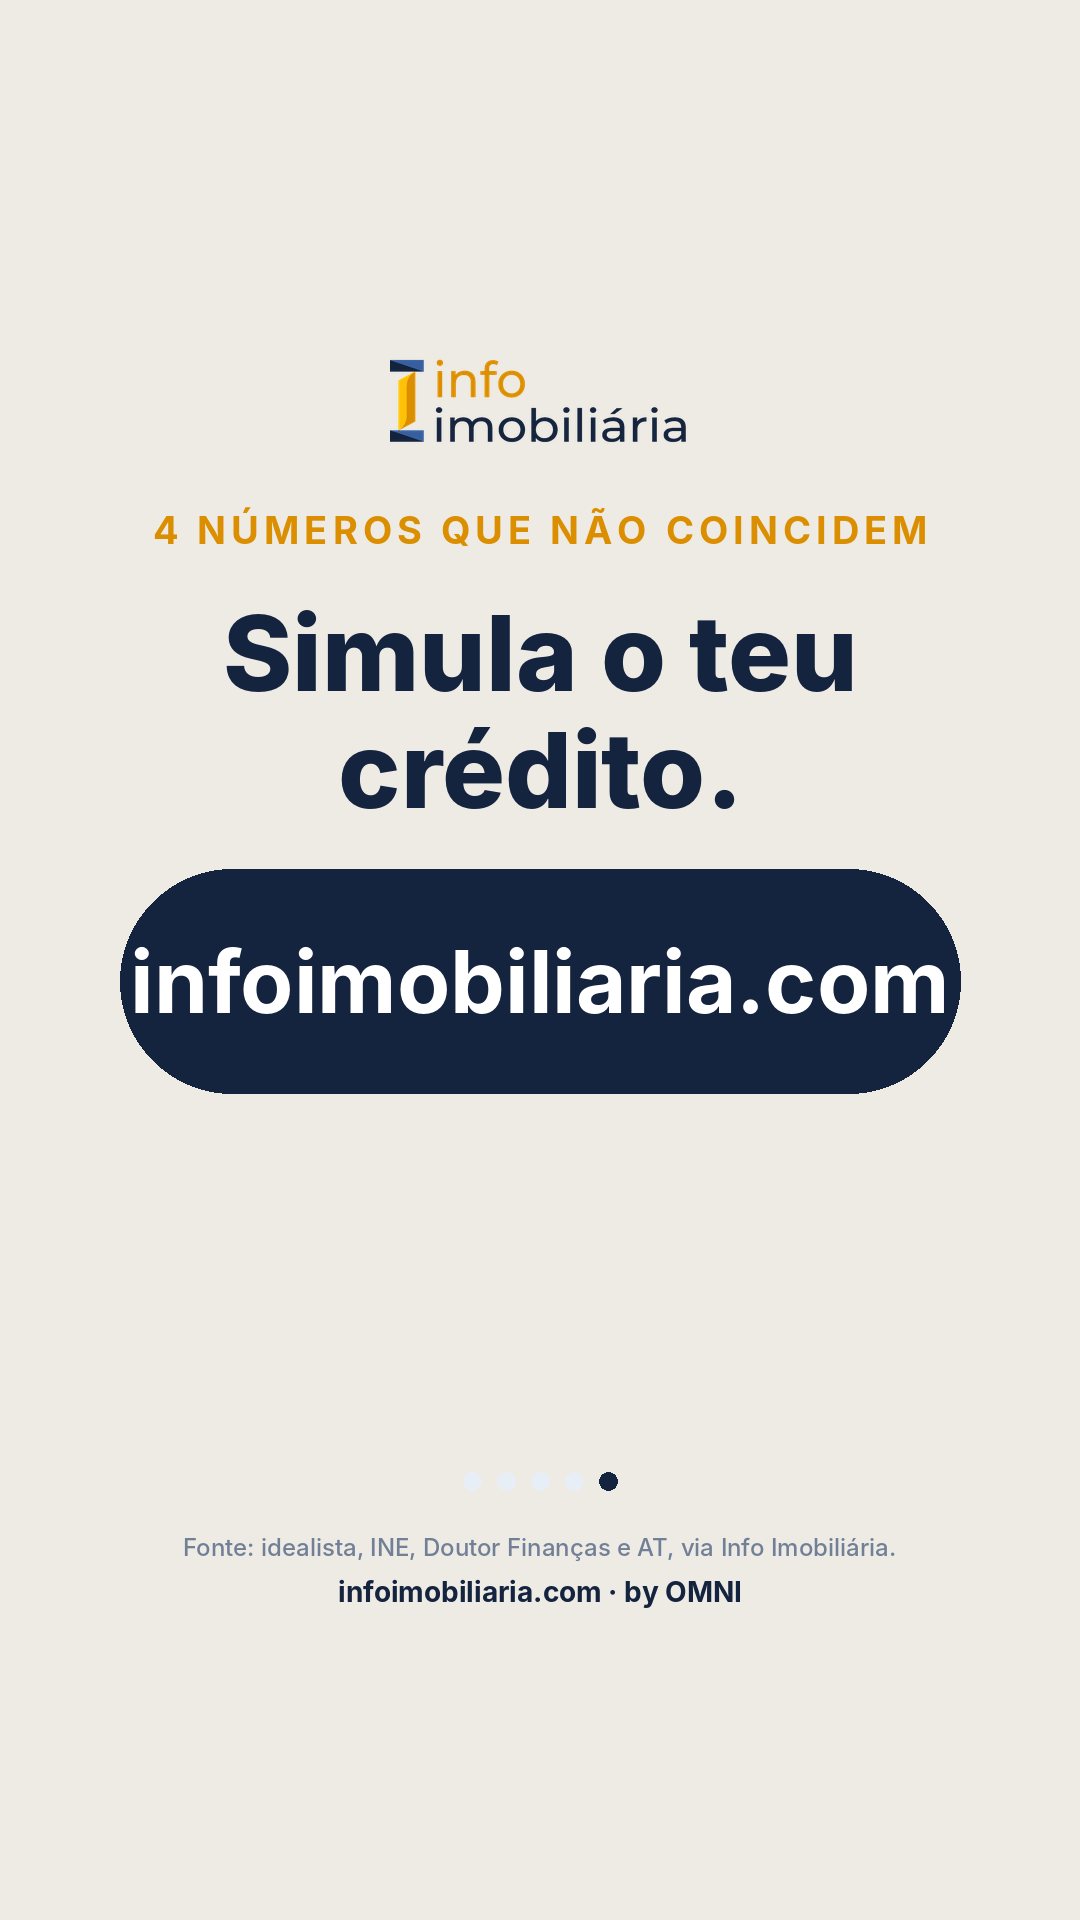 info
imobiliária
4 NÚMEROS QUE NÃO COINCIDEM
Simula o teu
crédito.
infoimobiliaria.com
Fonte: idealista, INE, Doutor Finanças e AT, via Info Imobiliária.
infoimobiliaria.com · by OMNI